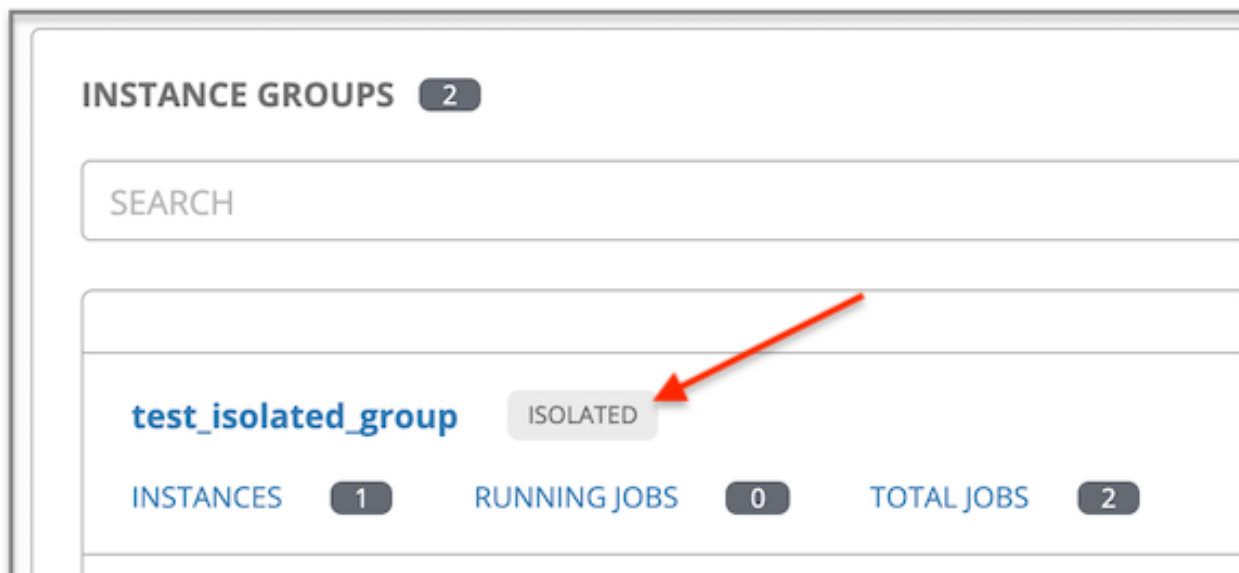 INSTANCE GROUPS 2
SEARCH
test_isolated_group ISOLATED
INSTANCES 1 RUNNING JOBS 0 TOTAL JOBS 2